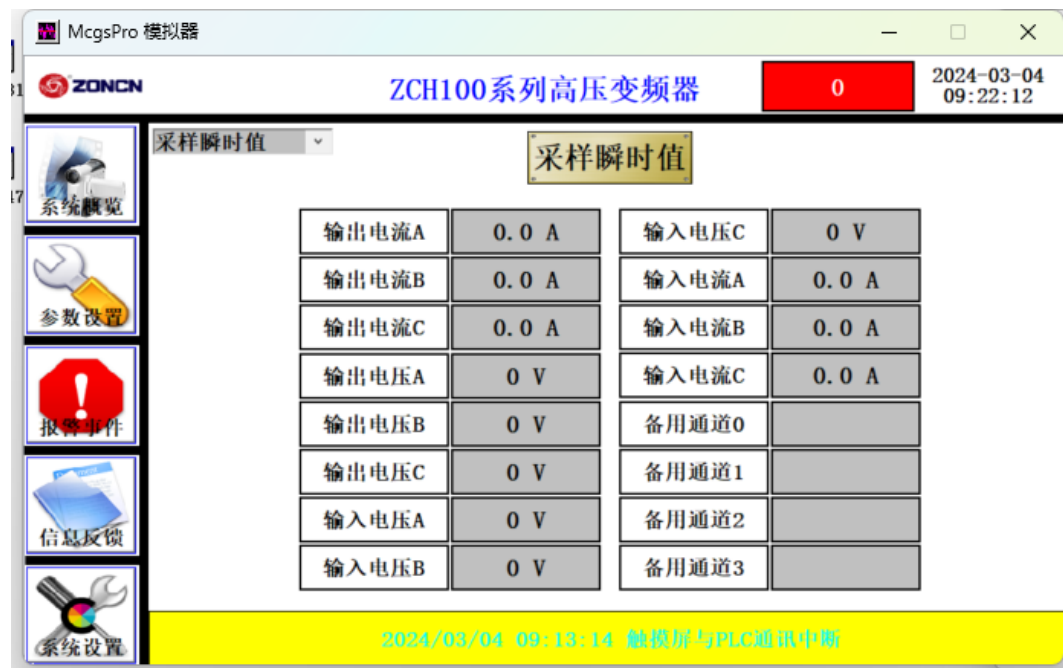 McgsPro 模拟器
ZONCN
ZCH100系列高压变频器
0
2024-03-04
09:22:12
采样瞬时值
采样瞬时值
系统概览
参数设置
报警事件
信息反馈
系统设置
输出电流A 0.0 A 输入电压C 0 V
输出电流B 0.0 A 输入电流A 0.0 A
输出电流C 0.0 A 输入电流B 0.0 A
输出电压A 0 V 输入电流C 0.0 A
输出电压B 0 V 备用通道0
输出电压C 0 V 备用通道1
输入电压A 0 V 备用通道2
输入电压B 0 V 备用通道3
2024/03/04 09:13:14 触摸屏与PLC通讯中断